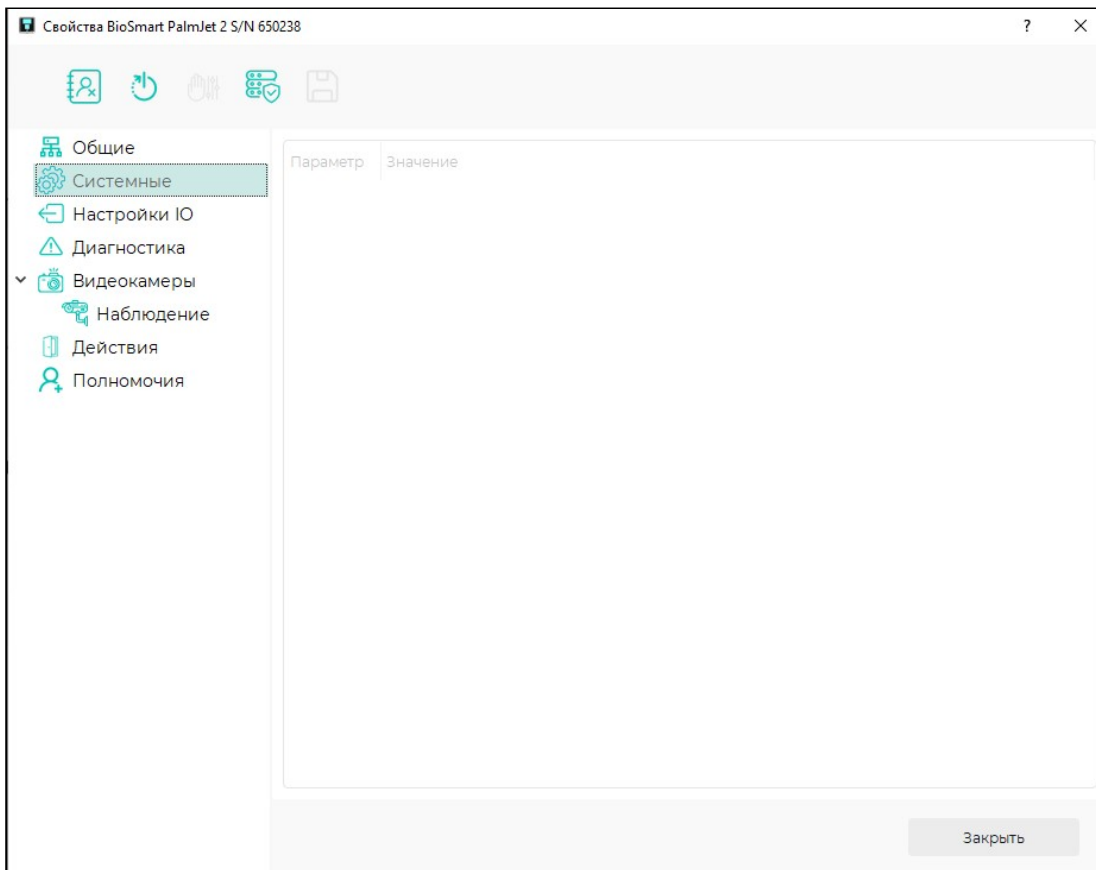 Свойства BioSmart PalmJet 2 S/N 650238
?
Общие
Системные
Настройки IO
Диагностика
Видеокамеры
Наблюдение
Действия
Полномочия
Параметр Значение
Закрыть